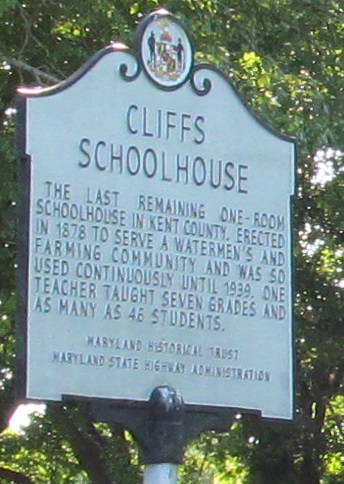 CLIFFS
SCHOOLHOUSE
THE LAST REMAINING ONE-ROOM
SCHOOLHOUSE IN KENT COUNTY. ERECTED
IN 1878 TO SERVE A WATERMEN'S AND
FARMING COMMUNITY AND WAS SO
USED CONTINUOUSLY UNTIL 1939. ONE
TEACHER TAUGHT SEVEN GRADES AND
AS MANY AS 46 STUDENTS.
MARYLAND HISTORICAL TRUST
MARYLAND STATE HIGHWAY ADMINISTRATION